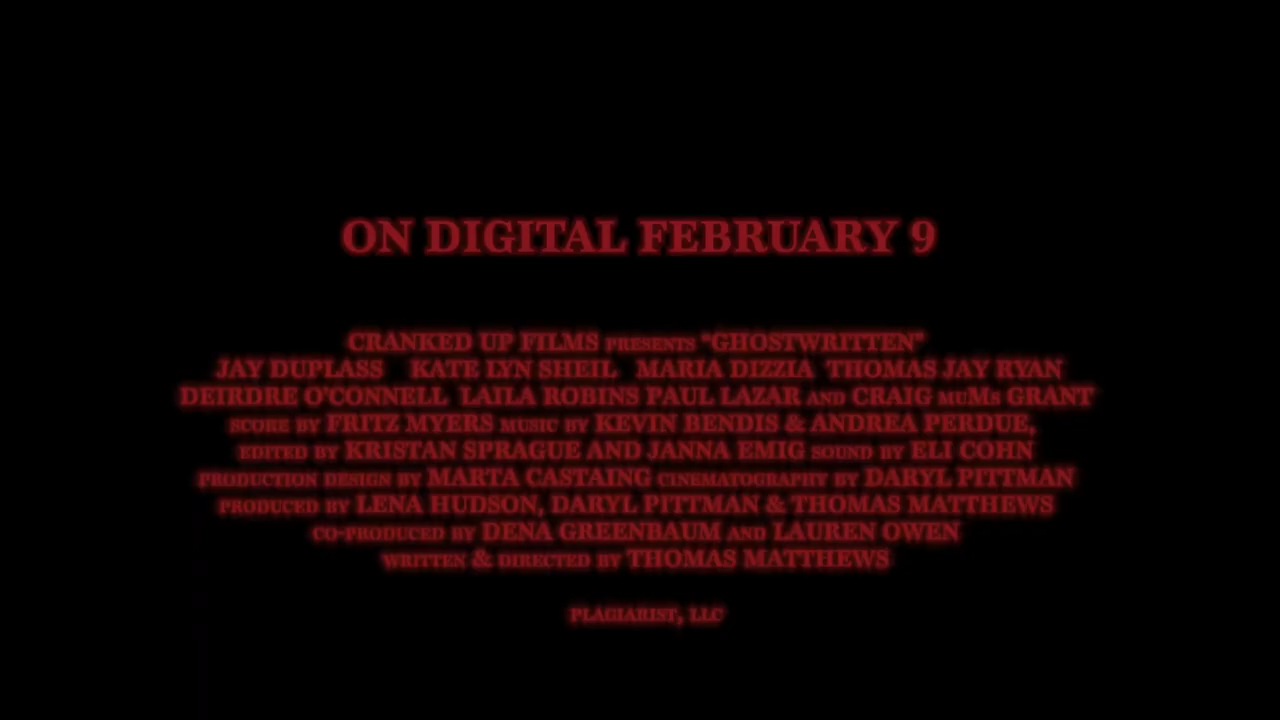 ON DIGITAL FEBRUARY 9
CRANKED UP FILMS PRESENTS "GHOSTWRITTEN"
JAY DUPLASS KATE LYN SHEIL MARIA DIZZIA THOMAS JAY RYAN
DEIRDRE O'CONNELL LAILA ROBINS PAUL LAZAR AND CRAIG muMs GRANT
SCORE BY FRITZ MYERS MUSIC BY KEVIN BENDIS & ANDREA PERDUE,
EDITED BY KRISTAN SPRAGUE AND JANNA EMIG SOUND BY ELI COHN
PRODUCTION DESIGN BY MARTA CASTAING CINEMATOGRAPHY BY DARYL PITTMAN
PRODUCED BY LENA HUDSON, DARYL PITTMAN & THOMAS MATTHEWS
CO-PRODUCED BY DENA GREENBAUM AND LAUREN OWEN
WRITTEN & DIRECTED BY THOMAS MATTHEWS
PLAGIARIST, LLC